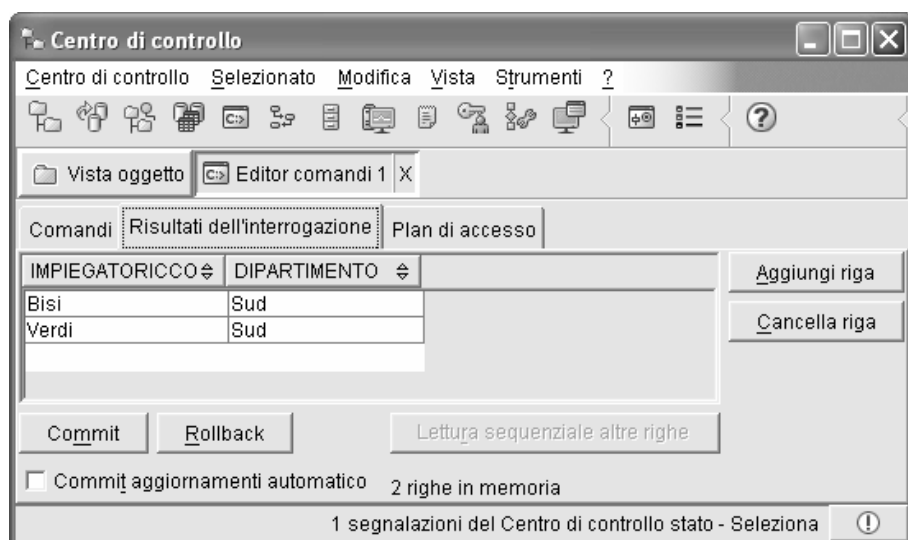 Centro di controllo
Centro di controllo Selezionato Modifica Vista Strumenti ?
Vista oggetto Editor comandi 1 X
Comandi Risultati dell'interrogazione Plan di accesso
IMPIEGATORICCO DIPARTIMENTO
Aggiungi riga
Bisi Sud
Verdi Sud
Cancella riga
Commit Rollback Lettura sequenziale altre righe
Commit aggiornamenti automatico 2 righe in memoria
1 segnalazioni del Centro di controllo stato - Seleziona